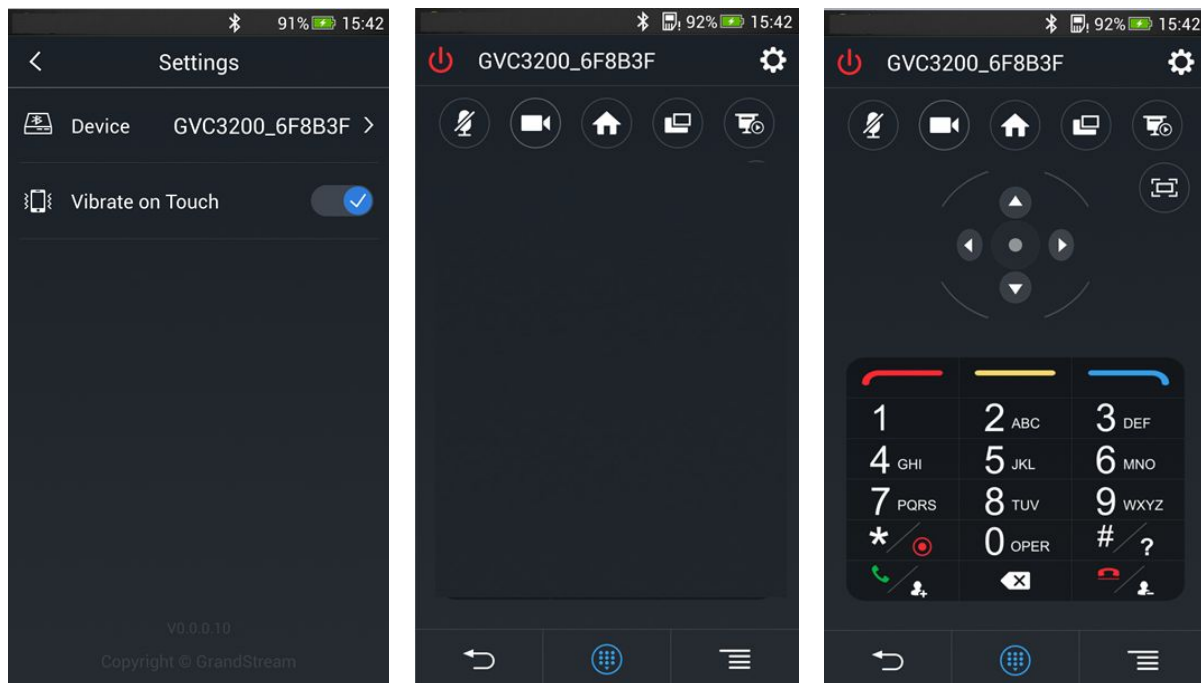 91% 15:42
Settings
Device GVC3200_6F8B3F
Vibrate on Touch
V0.0.0.10
Copyright © GrandStream
92% 15:42
GVC3200_6F8B3F
92% 15:42
GVC3200_6F8B3F
1 2 ABC 3 DEF
4 GHI 5 JKL 6 MNO
7 PQRS 8 TUV 9 WXYZ
* 0 OPER # ?